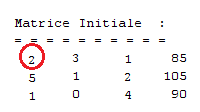 Matrice Initiale :
= = = = = = = = = =
2 3 1 85
5 1 2 105
1 0 4 90